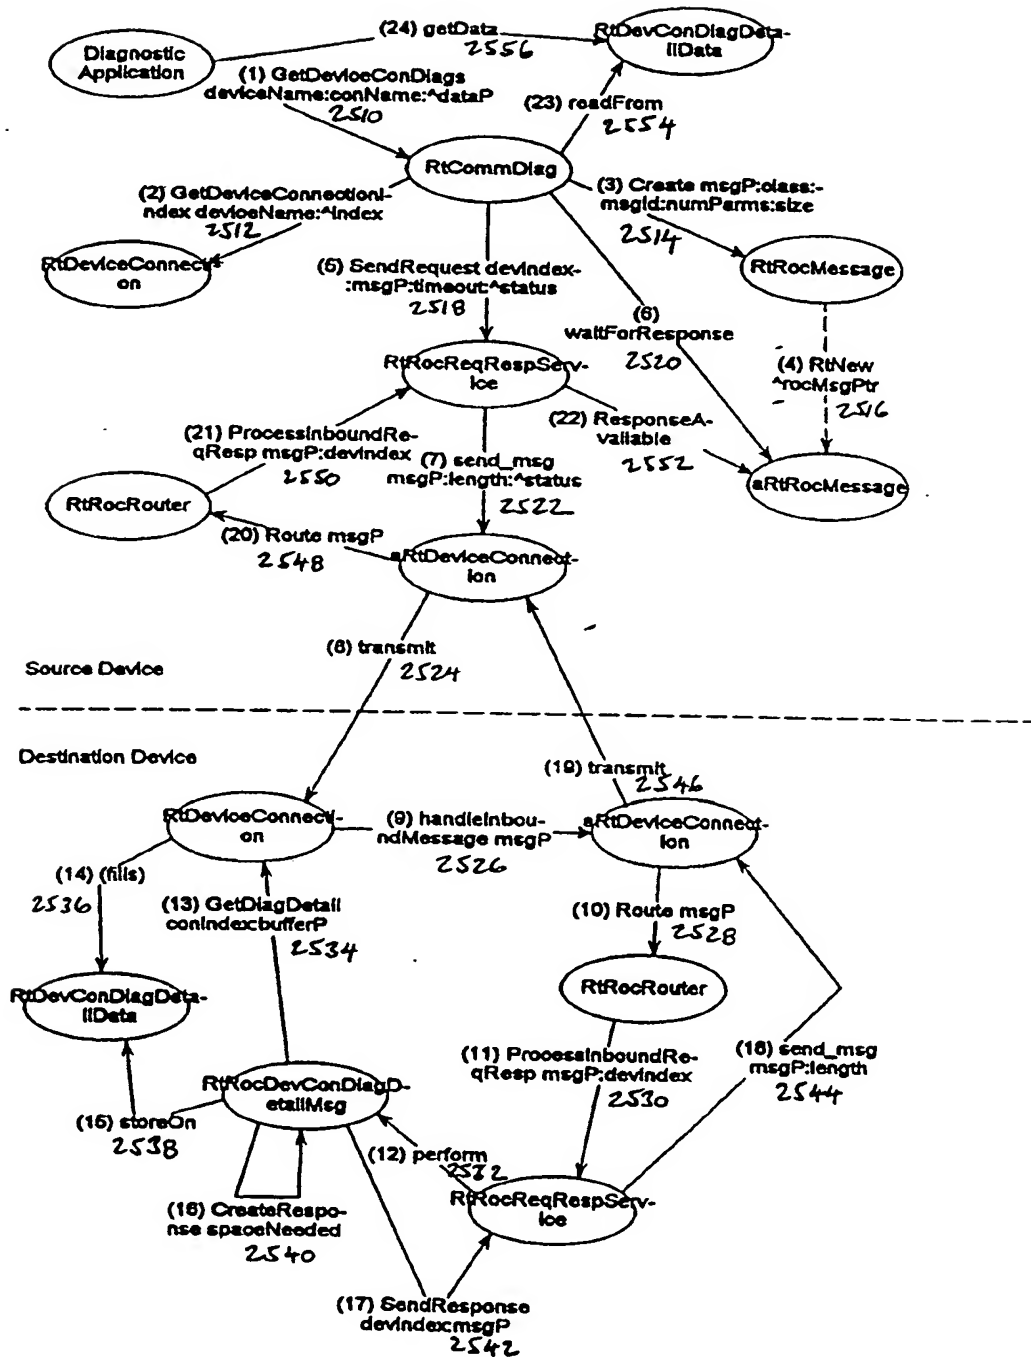 (24) getData
2556
RtDevConDiagDeta-
ilData
Diagnostic
Application
(1) GetDeviceConDiags
deviceName:conName:^dataP
2510
(23) readFrom
2554
RtCommDiag
(2) GetDeviceConnectionI-
ndex deviceName:^index
2512
(3) Create msgP:class:-
msgId:numParms:size
2514
RtDeviceConnecti-
on
(5) SendRequest devIndex-
:msgP:timeout:^status
2518
RtRocMessage
(6)
waitForResponse
2520
(4) RtNew
^rocMsgPtr
2516
RtRocReqRespServ-
ice
(21) ProcessInboundRe-
qResp msgP:devIndex
2550
(7) send_msg
msgP:length:^status
2522
(22) ResponseA-
vailable
2552
aRtRocMessage
RtRocRouter
(20) Route msgP
2548
aRtDeviceConnect-
ion
(8) transmit
2524
Source Device
Destination Device
(19) transmit
2546
RtDeviceConnecti-
on
(9) handleInbou-
ndMessage msgP
2526
aRtDeviceConnect-
ion
(14) (fills)
2536
(13) GetDiagDetail
conIndex:bufferP
2534
(10) Route msgP
2528
RtDevConDiagDeta-
ilData
RtRocRouter
(11) ProcessInboundRe-
qResp msgP:devIndex
2530
(18) send_msg
msgP:length
2544
RtRocDevConDiagD-
etailMsg
(15) storeOn
2538
(12) perform
2532
RtRocReqRespServ-
ice
(16) CreateRespo-
nse spaceNeeded
2540
(17) SendResponse
devIndex:msgP
2542